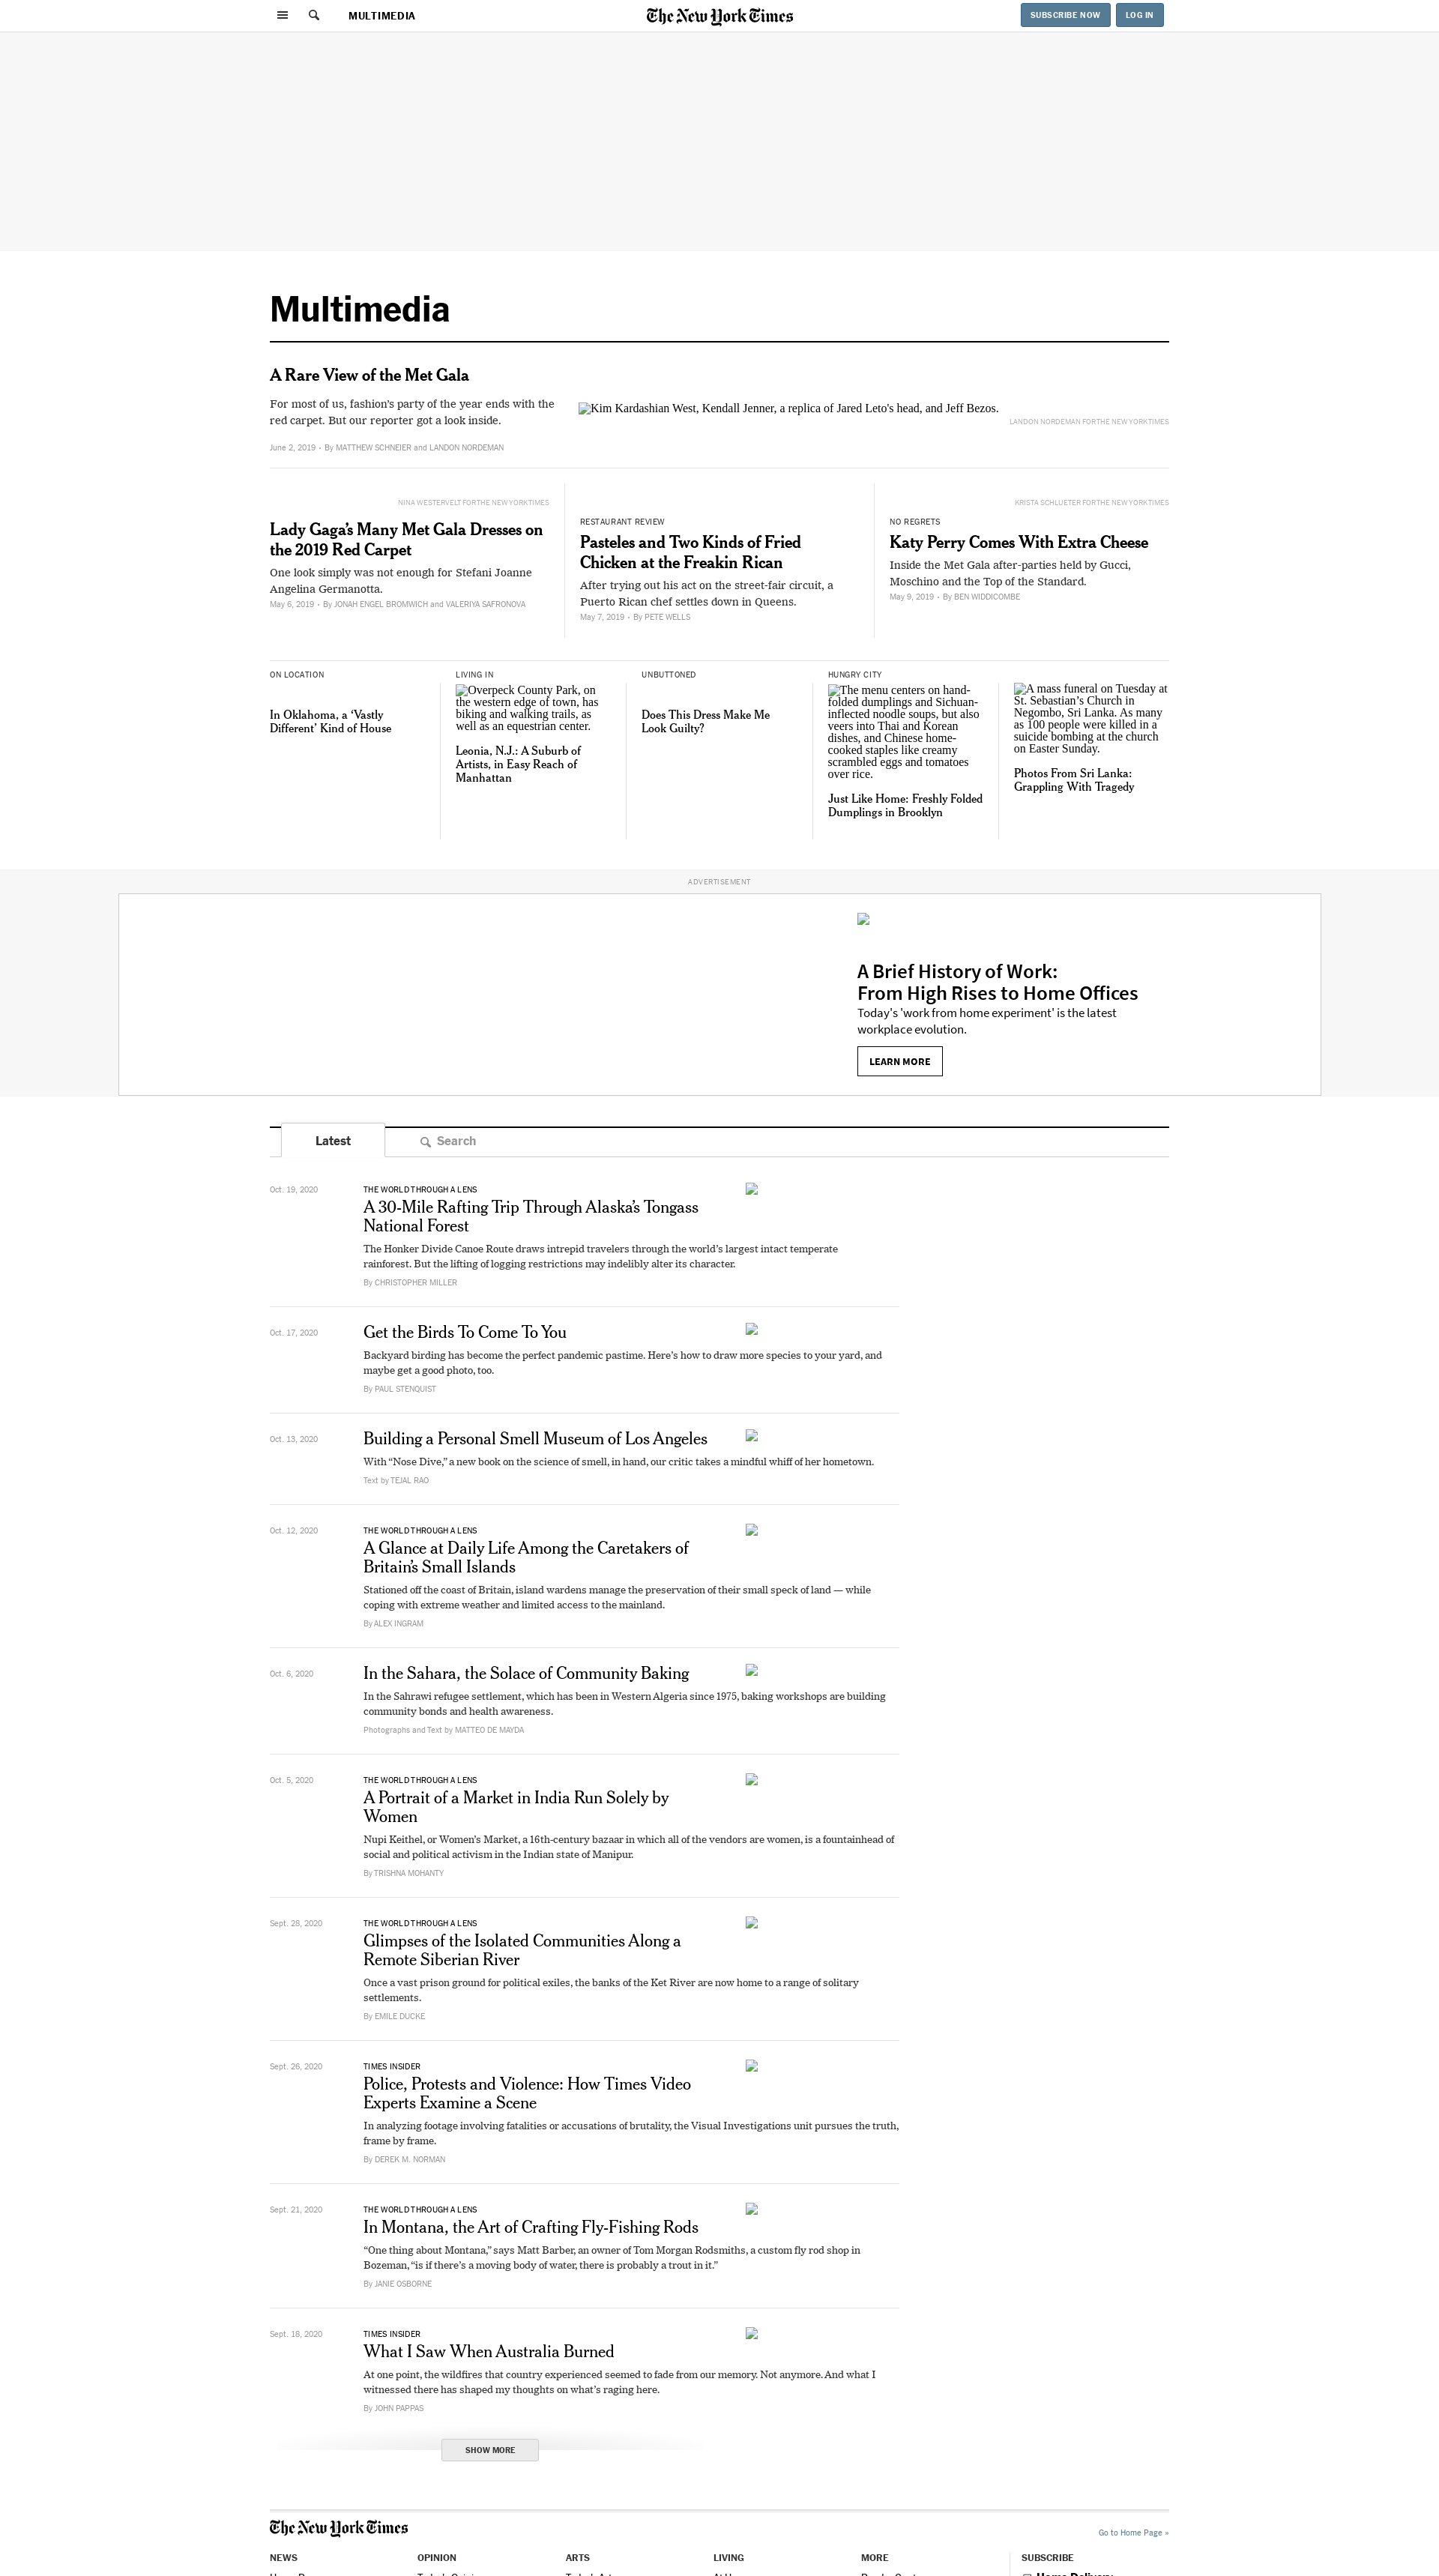 MULTIMEDIA
The New York Times
SUBSCRIBE NOW
LOG IN
Multimedia
A Rare View of the Met Gala
For most of us, fashion's party of the year ends with the
red carpet. But our reporter got a look inside.
June 2, 2019 • By MATTHEW SCHNEIER and LANDON NORDEMAN
Kim Kardashian West, Kendall Jenner, a replica of Jared Leto's head, and Jeff Bezos.
LANDON NORDEMAN FOR THE NEW YORK TIMES
NINA WESTERVELT FOR THE NEW YORK TIMES
Lady Gaga's Many Met Gala Dresses on
the 2019 Red Carpet
One look simply was not enough for Stefani Joanne
Angelina Germanotta.
May 6, 2019 • By JONAH ENGEL BROMWICH and VALERIYA SAFRONOVA
RESTAURANT REVIEW
Pasteles and Two Kinds of Fried
Chicken at the Freakin Rican
After trying out his act on the street-fair circuit, a
Puerto Rican chef settles down in Queens.
May 7, 2019 • By PETE WELLS
KRISTA SCHLUETER FOR THE NEW YORK TIMES
NO REGRETS
Katy Perry Comes With Extra Cheese
Inside the Met Gala after-parties held by Gucci,
Moschino and the Top of the Standard.
May 9, 2019 • By BEN WIDDICOMBE
ON LOCATION
In Oklahoma, a ‘Vastly
Different’ Kind of House
LIVING IN
Overpeck County Park, on
the western edge of town, has
biking and walking trails, as
well as an equestrian center.
Leonia, N.J.: A Suburb of
Artists, in Easy Reach of
Manhattan
UNBUTTONED
Does This Dress Make Me
Look Guilty?
HUNGRY CITY
The menu centers on hand-
folded dumplings and Sichuan-
inflected noodle soups, but also
veers into Thai and Korean
dishes, and Chinese home-
cooked staples like creamy
scrambled eggs and tomatoes
over rice.
Just Like Home: Freshly Folded
Dumplings in Brooklyn
A mass funeral on Tuesday at
St. Sebastian’s Church in
Negombo, Sri Lanka. As many
as 100 people were killed in a
suicide bombing at the church
on Easter Sunday.
Photos From Sri Lanka:
Grappling With Tragedy
ADVERTISEMENT
A Brief History of Work:
From High Rises to Home Offices
Today's 'work from home experiment' is the latest
workplace evolution.
LEARN MORE
Latest
Search
Oct. 19, 2020
THE WORLD THROUGH A LENS
A 30-Mile Rafting Trip Through Alaska’s Tongass
National Forest
The Honker Divide Canoe Route draws intrepid travelers through the world’s largest intact temperate
rainforest. But the lifting of logging restrictions may indelibly alter its character.
By CHRISTOPHER MILLER
Oct. 17, 2020
Get the Birds To Come To You
Backyard birding has become the perfect pandemic pastime. Here’s how to draw more species to your yard, and
maybe get a good photo, too.
By PAUL STENQUIST
Oct. 13, 2020
Building a Personal Smell Museum of Los Angeles
With “Nose Dive,” a new book on the science of smell, in hand, our critic takes a mindful whiff of her hometown.
Text by TEJAL RAO
Oct. 12, 2020
THE WORLD THROUGH A LENS
A Glance at Daily Life Among the Caretakers of
Britain’s Small Islands
Stationed off the coast of Britain, island wardens manage the preservation of their small speck of land — while
coping with extreme weather and limited access to the mainland.
By ALEX INGRAM
Oct. 6, 2020
In the Sahara, the Solace of Community Baking
In the Sahrawi refugee settlement, which has been in Western Algeria since 1975, baking workshops are building
community bonds and health awareness.
Photographs and Text by MATTEO DE MAYDA
Oct. 5, 2020
THE WORLD THROUGH A LENS
A Portrait of a Market in India Run Solely by
Women
Nupi Keithel, or Women’s Market, a 16th-century bazaar in which all of the vendors are women, is a fountainhead of
social and political activism in the Indian state of Manipur.
By TRISHNA MOHANTY
Sept. 28, 2020
THE WORLD THROUGH A LENS
Glimpses of the Isolated Communities Along a
Remote Siberian River
Once a vast prison ground for political exiles, the banks of the Ket River are now home to a range of solitary
settlements.
By EMILE DUCKE
Sept. 26, 2020
TIMES INSIDER
Police, Protests and Violence: How Times Video
Experts Examine a Scene
In analyzing footage involving fatalities or accusations of brutality, the Visual Investigations unit pursues the truth,
frame by frame.
By DEREK M. NORMAN
Sept. 21, 2020
THE WORLD THROUGH A LENS
In Montana, the Art of Crafting Fly-Fishing Rods
“One thing about Montana,” says Matt Barber, an owner of Tom Morgan Rodsmiths, a custom fly rod shop in
Bozeman, “is if there’s a moving body of water, there is probably a trout in it.”
By JANIE OSBORNE
Sept. 18, 2020
TIMES INSIDER
What I Saw When Australia Burned
At one point, the wildfires that country experienced seemed to fade from our memory. Not anymore. And what I
witnessed there has shaped my thoughts on what’s raging here.
By JOHN PAPPAS
SHOW MORE
The New York Times
Go to Home Page »
NEWS
OPINION
ARTS
LIVING
MORE
SUBSCRIBE